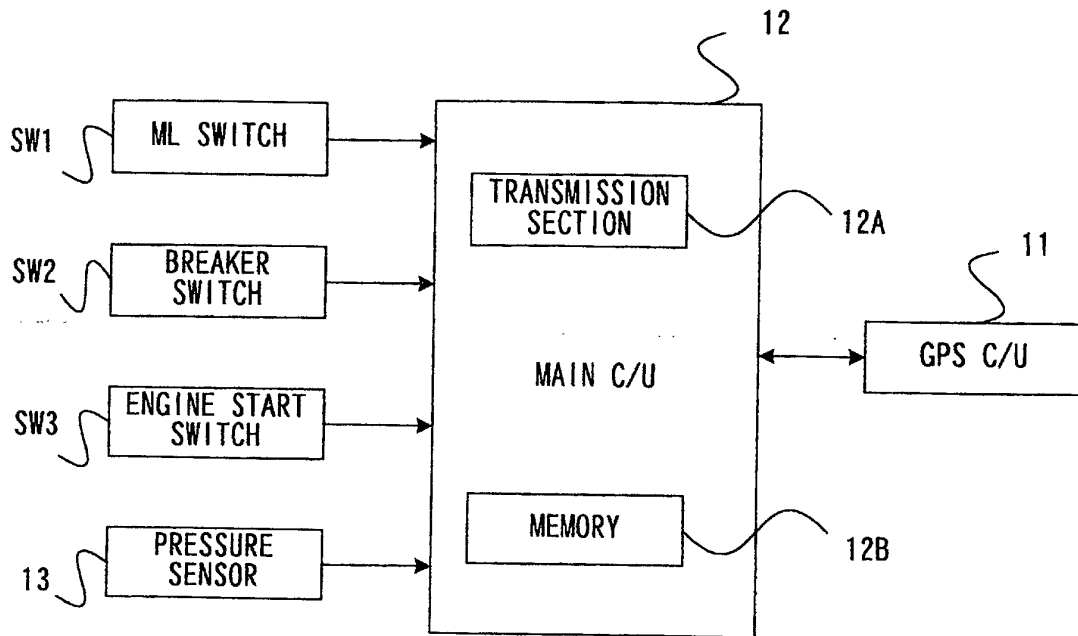 12
SW1
ML SWITCH
TRANSMISSION
SECTION
12A
SW2
BREAKER
SWITCH
11
MAIN C/U
GPS C/U
SW3
ENGINE START
SWITCH
MEMORY
12B
13
PRESSURE
SENSOR